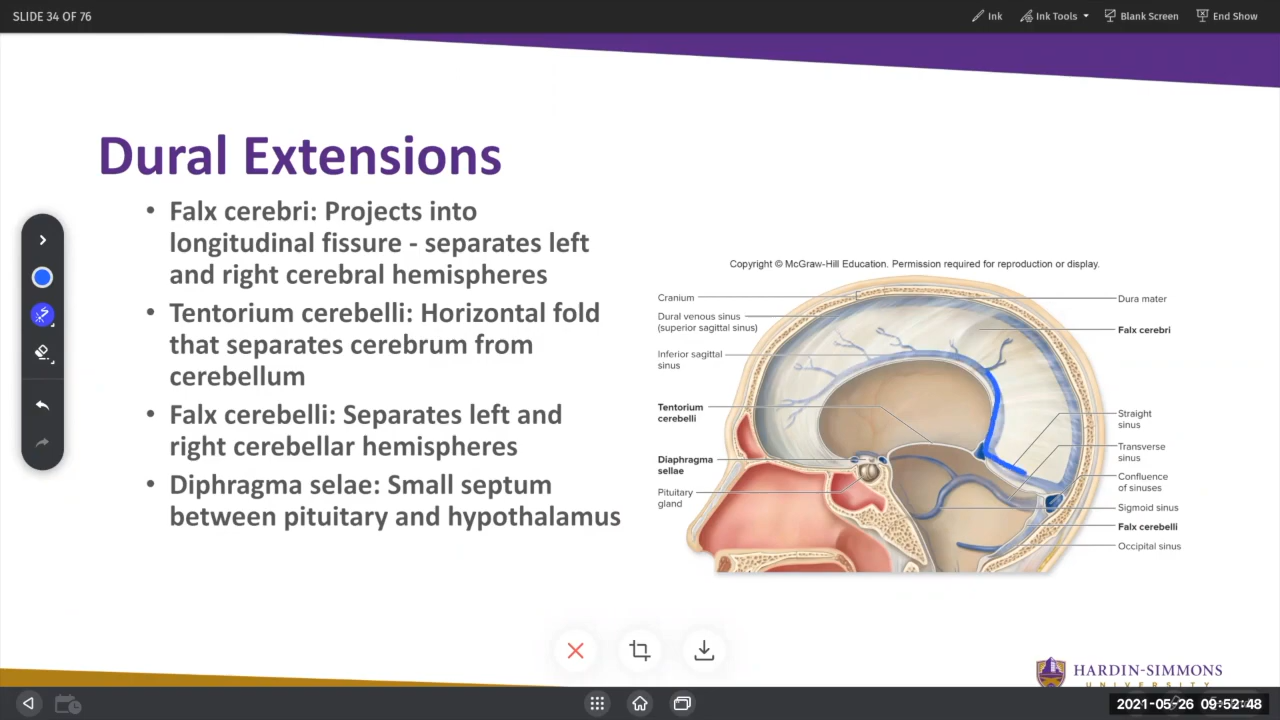 SLIDE 34 OF 76
Ink
Ink Tools
Blank Screen
End Show
Dural Extensions
• Falx cerebri: Projects into
longitudinal fissure - separates left
and right cerebral hemispheres
• Tentorium cerebelli: Horizontal fold
that separates cerebrum from
cerebellum
• Falx cerebelli: Separates left and
right cerebellar hemispheres
• Diphragma selae: Small septum
between pituitary and hypothalamus
Copyright © McGraw-Hill Education. Permission required for reproduction or display.
Cranium
Dural venous sinus
(superior sagittal sinus)
Inferior sagittal
sinus
Tentorium
cerebelli
Diaphragma
sellae
Pituitary
gland
Dura mater
Falx cerebri
Straight
sinus
Transverse
sinus
Confluence
of sinuses
Sigmoid sinus
Falx cerebelli
Occipital sinus
HARDIN-SIMMONS
UNIVERSITY
2021-05-26 09:52:48